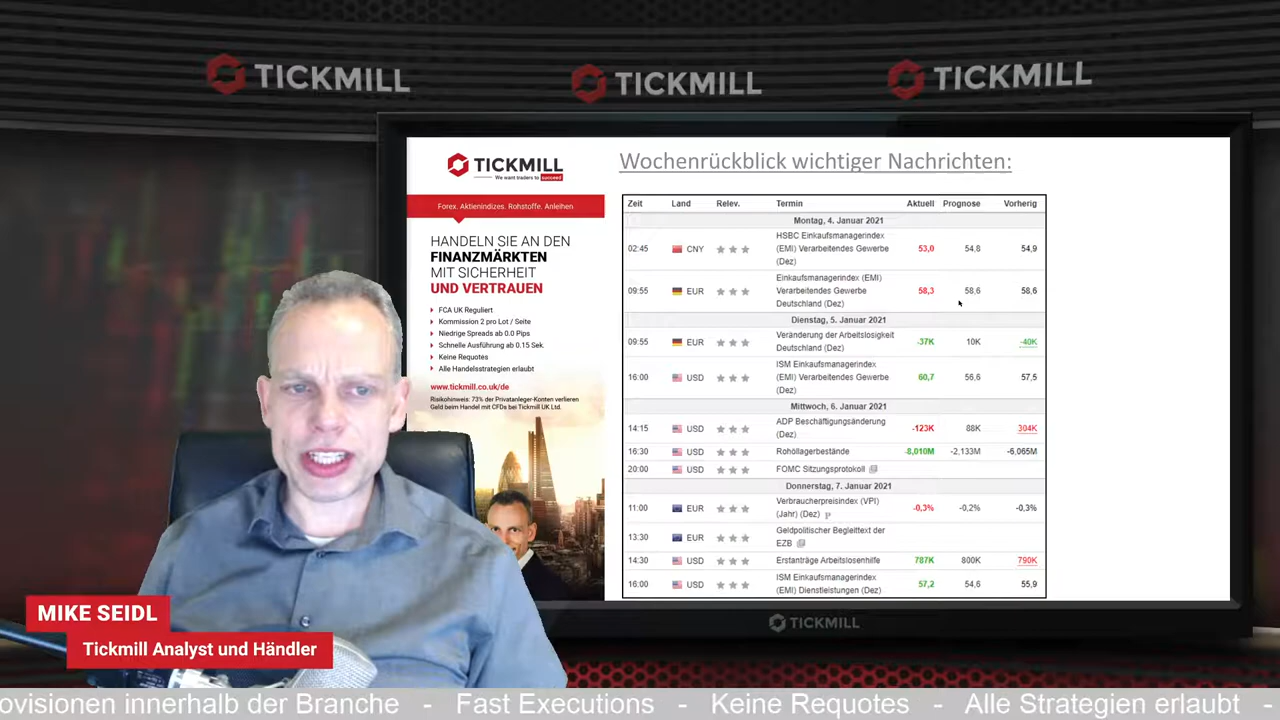 TICKMILL
TICKMILL
TICKMILL
TICKMILL
We want traders to succeed
Forex. Aktienindizes. Rohstoffe. Anleihen
HANDELN SIE AN DEN
FINANZMÄRKTEN
MIT SICHERHEIT
UND VERTRAUEN
FCA UK Reguliert
Kommission 2 pro Lot / Seite
Niedrige Spreads ab 0.0 Pips
Schnelle Ausführung ab 0.15 Sek.
Keine Requotes
Alle Handelsstrategien erlaubt
www.tickmill.co.uk/de
Risikohinweis: 73% der Privatanleger-Konten verlieren
Geld beim Handel mit CFDs bei Tickmill UK Ltd.
Wochenrückblick wichtiger Nachrichten:
Zeit Land Relev. Termin Aktuell Prognose Vorherig
Montag, 4. Januar 2021
HSBC Einkaufsmanagerindex
02:45 CNY (EMI) Verarbeitendes Gewerbe 53,0 54,8 54,9
(Dez)
Einkaufsmanagerindex (EMI)
09:55 EUR Verarbeitendes Gewerbe 58,3 58,6 58,6
Deutschland (Dez)
Dienstag, 5. Januar 2021
09:55 EUR Veränderung der Arbeitslosigkeit -37K 10K -40K
Deutschland (Dez)
ISM Einkaufsmanagerindex
16:00 USD (EMI) Verarbeitendes Gewerbe 60,7 56,6 57,5
(Dez)
Mittwoch, 6. Januar 2021
14:15 USD ADP Beschäftigungsänderung -123K 88K 304K
(Dez)
16:30 USD Rohöllagerbestände -8,010M -2,133M -6,065M
20:00 USD FOMC Sitzungsprotokoll
Donnerstag, 7. Januar 2021
11:00 EUR Verbraucherpreisindex (VPI) -0,3% -0,2% -0,3%
(Jahr) (Dez) P
13:30 EUR Geldpolitischer Begleittext der
EZB
14:30 USD Erstanträge Arbeitslosenhilfe 787K 800K 790K
16:00 USD ISM Einkaufsmanagerindex 57,2 54,6 55,9
(EMI) Dienstleistungen (Dez)
TICKMILL
MIKE SEIDL
Tickmill Analyst und Händler
ovisionen innerhalb der Branche - Fast Executions - Keine Requotes - Alle Strategien erlaubt -